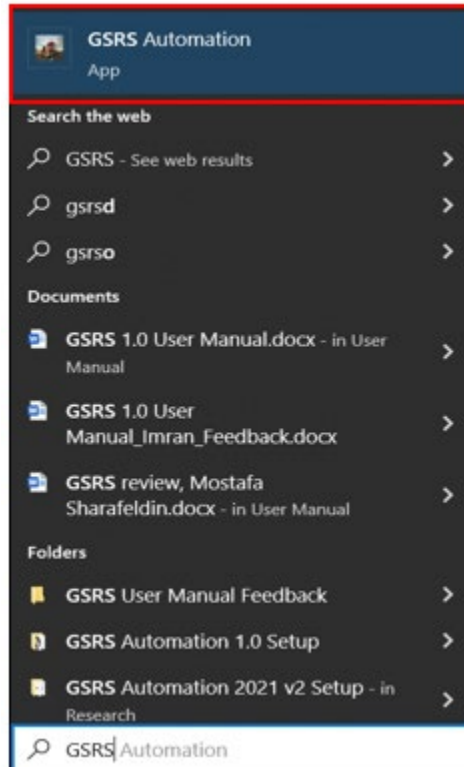 GSRS Automation
App
Search the web
GSRS - See web results
gsrsd
gsrso
Documents
GSRS 1.0 User Manual.docx - in User
Manual
GSRS 1.0 User
Manual_Imran_Feedback.docx
GSRS review, Mostafa
Sharafeldin.docx - in User Manual
Folders
GSRS User Manual Feedback
GSRS Automation 1.0 Setup
GSRS Automation 2021 v2 Setup - in
Research
GSRS Automation